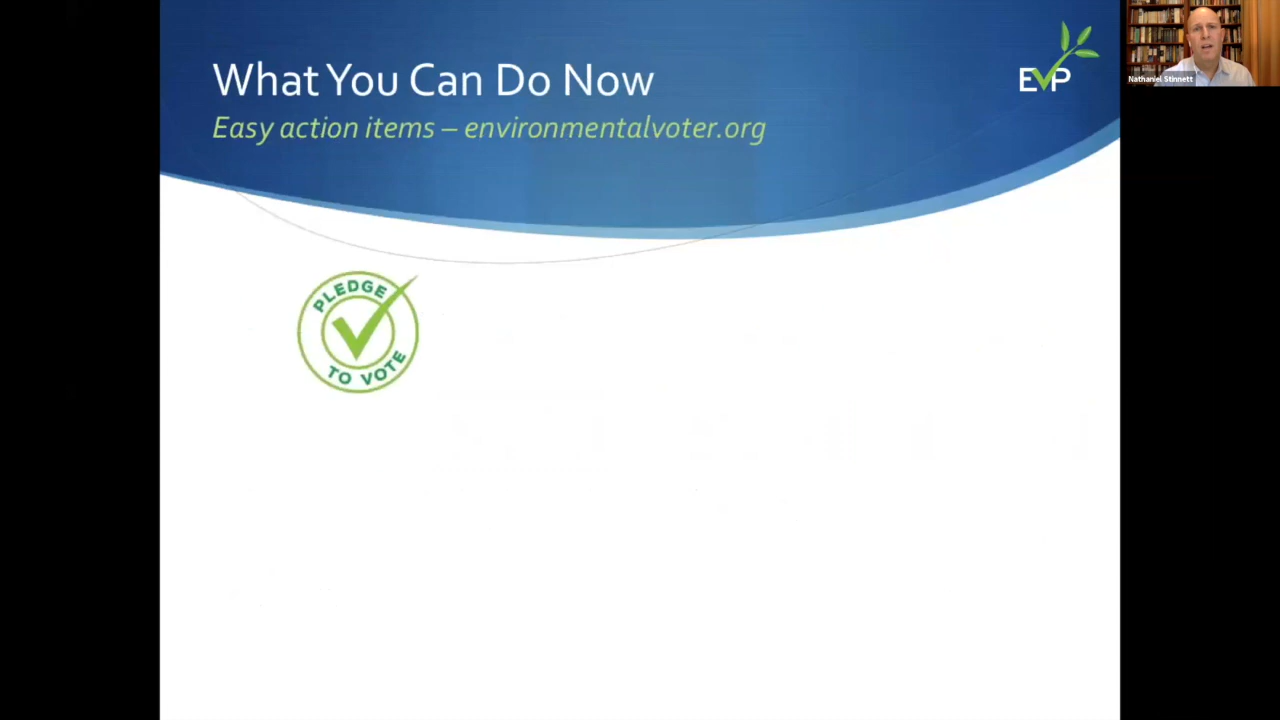 What You Can Do Now
Easy action items – environmentalvoter.org
EVP
Nathaniel Stinnett
PLEDGE
TO VOTE